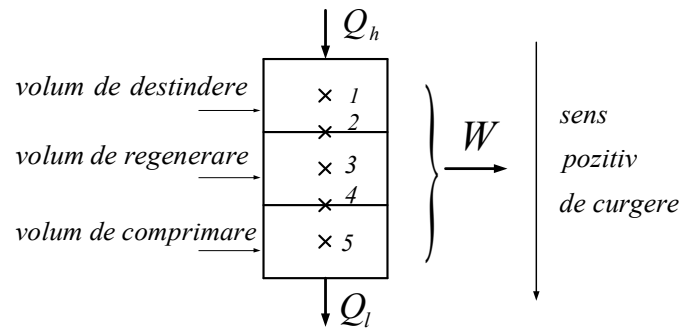 Q_h
volum de destindere
1
2
sens
W
volum de regenerare
3
pozitiv
4
de curgere
volum de comprimare
5
Q_l